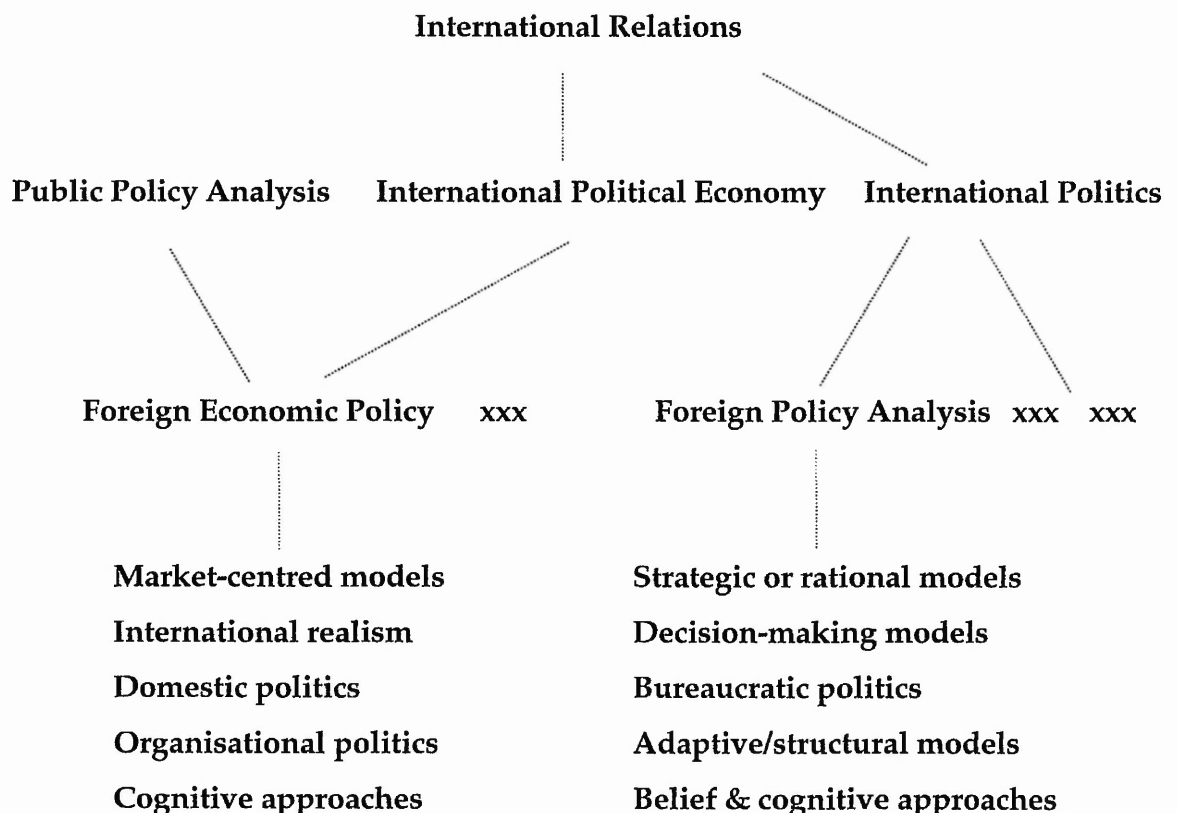 International Relations
Public Policy Analysis International Political Economy International Politics
Foreign Economic Policy xxx Foreign Policy Analysis xxx xxx
Market-centred models
International realism
Domestic politics
Organisational politics
Cognitive approaches
Strategic or rational models
Decision-making models
Bureaucratic politics
Adaptive/structural models
Belief & cognitive approaches